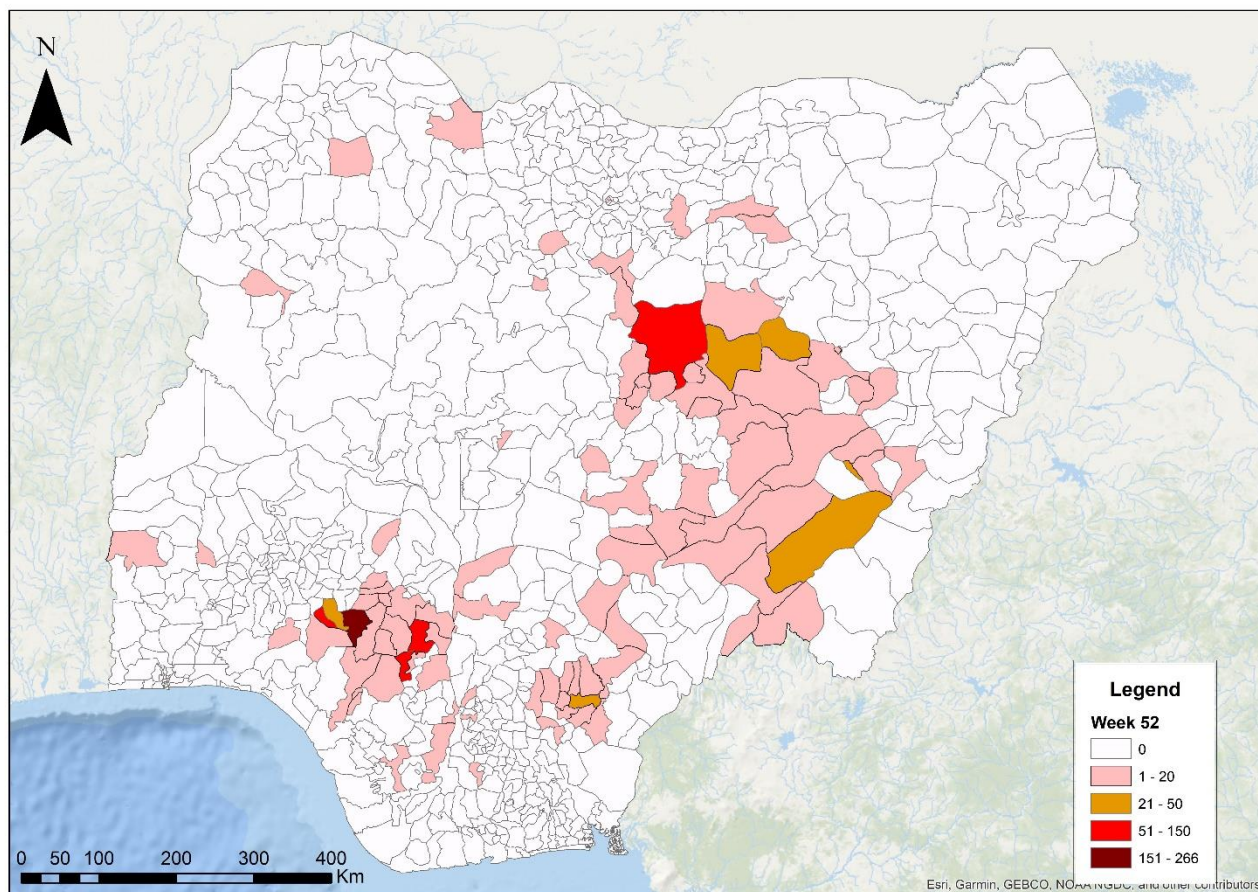 N
Legend
Week 52
0
1 - 20
21 - 50
51 - 150
151 - 266
0 50 100 200 300 400
Km
Esri, Garmin, GEBCO, NOAA NGDC, and other contributors